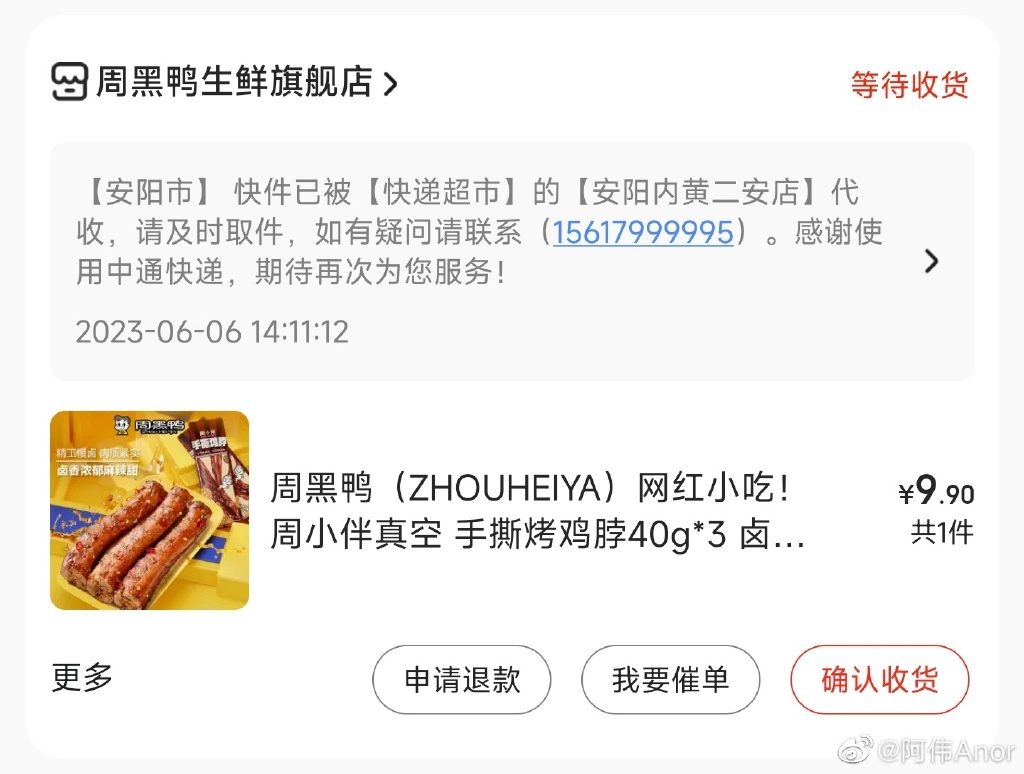 周黑鸭生鲜旗舰店
等待收货
【安阳市】 快件已被【快递超市】的【安阳内黄二安店】代
收，请及时取件，如有疑问请联系（15617999995）。感谢使
用中通快递，期待再次为您服务！
2023-06-06 14:11:12
周黑鸭
精工慢卤 肉质紧实
卤香浓郁麻辣甜
手撕鸡脖
周黑鸭（ZHOUHEIYA）网红小吃！
周小伴真空 手撕烤鸡脖40g*3 卤...
¥9.90
共1件
更多
申请退款
我要催单
确认收货
@阿伟Anor